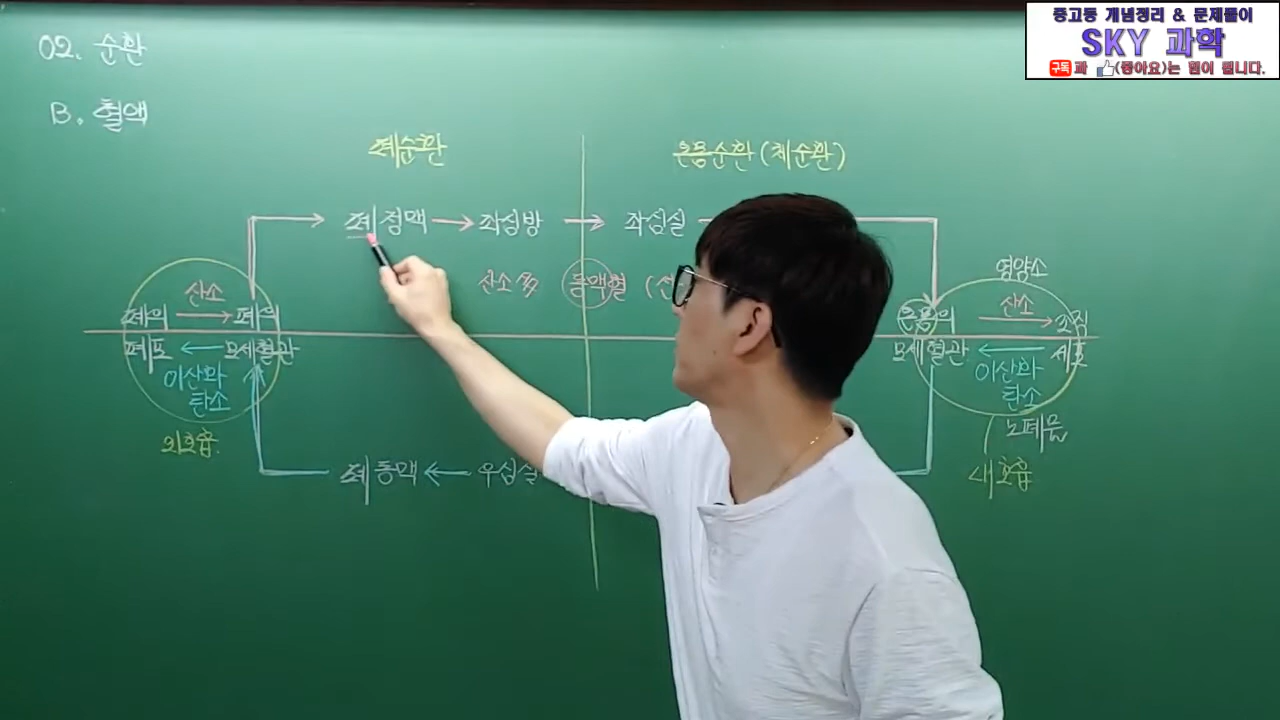 중고등 개념정리 & 문제풀이
SKY 과학
구독 과 (좋아요)는 힘이 됩니다.
02. 순환
B. 혈액
폐순환
온몸순환 (체순환)
폐정맥 → 좌심방 → 좌심실
산소 多 동맥혈 (산
영양소
산소
산소
폐의 → 폐의
온몸의 → 조직
폐포 ← 모세혈관
모세혈관 ← 세포
이산화
탄소
이산화
탄소
외호흡
노폐물
폐동맥 ← 우심실
내호흡